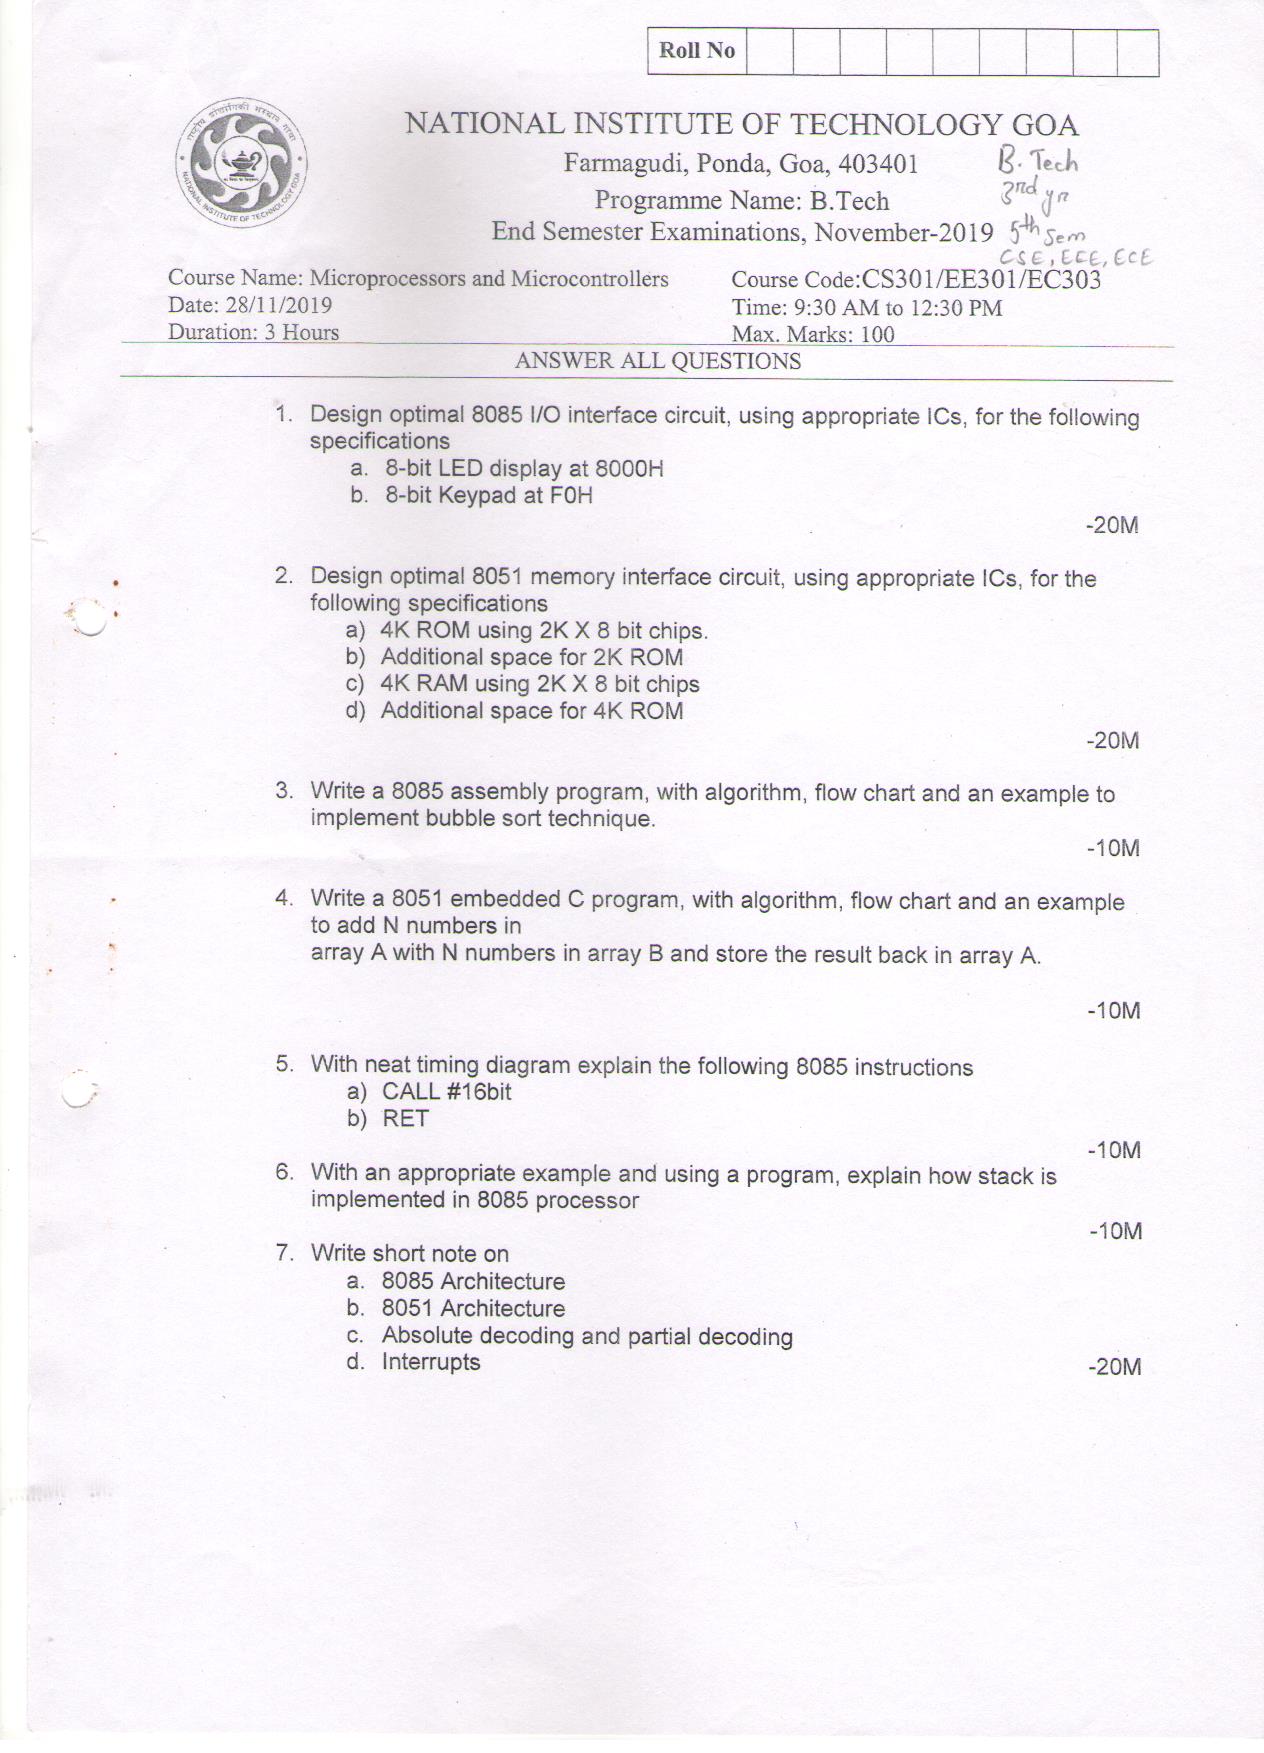 Roll No
NATIONAL INSTITUTE OF TECHNOLOGY GOA
Farmagudi, Ponda, Goa, 403401
B. Tech
3rd yr
Programme Name: B.Tech
End Semester Examinations, November-2019
5th Sem
CSE, EEE, ECE
Course Name: Microprocessors and Microcontrollers
Course Code:CS301/EE301/EC303
Date: 28/11/2019
Time: 9:30 AM to 12:30 PM
Duration: 3 Hours
Max. Marks: 100
ANSWER ALL QUESTIONS
1. Design optimal 8085 I/O interface circuit, using appropriate ICs, for the following
specifications
a. 8-bit LED display at 8000H
b. 8-bit Keypad at F0H
-20M
2. Design optimal 8051 memory interface circuit, using appropriate ICs, for the
following specifications
a) 4K ROM using 2K X 8 bit chips.
b) Additional space for 2K ROM
c) 4K RAM using 2K X 8 bit chips
d) Additional space for 4K ROM
-20M
3. Write a 8085 assembly program, with algorithm, flow chart and an example to
implement bubble sort technique.
-10M
4. Write a 8051 embedded C program, with algorithm, flow chart and an example
to add N numbers in
array A with N numbers in array B and store the result back in array A.
-10M
5. With neat timing diagram explain the following 8085 instructions
a) CALL #16bit
b) RET
-10M
6. With an appropriate example and using a program, explain how stack is
implemented in 8085 processor
-10M
7. Write short note on
a. 8085 Architecture
b. 8051 Architecture
c. Absolute decoding and partial decoding
d. Interrupts
-20M
NATIONAL INSTITUTE OF TECHNOLOGY GOA